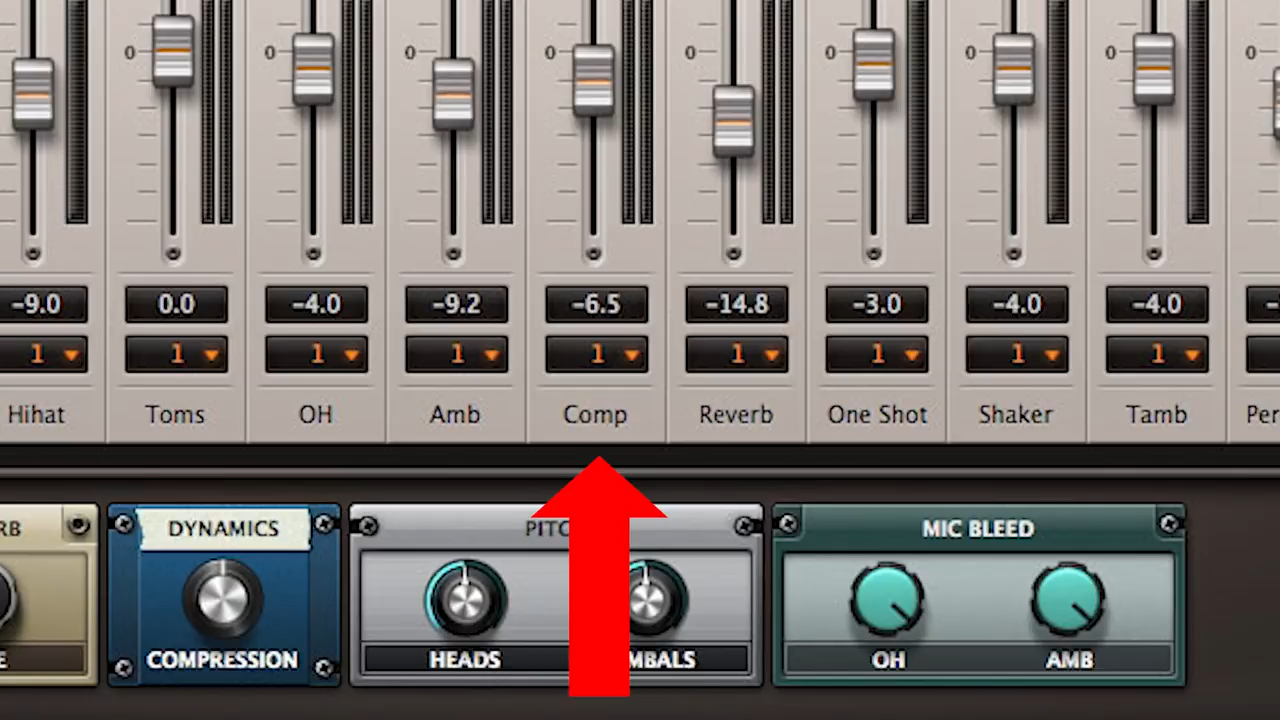 0 0 0 0 0 0 0 0
-9.0 0.0 -4.0 -9.2 -6.5 -14.8 -3.0 -4.0 -4.0
1 1 1 1 1 1 1 1 1
Hihat Toms OH Amb Comp Reverb One Shot Shaker Tamb
DYNAMICS MIC BLEED
COMPRESSION HEADS OH AMB